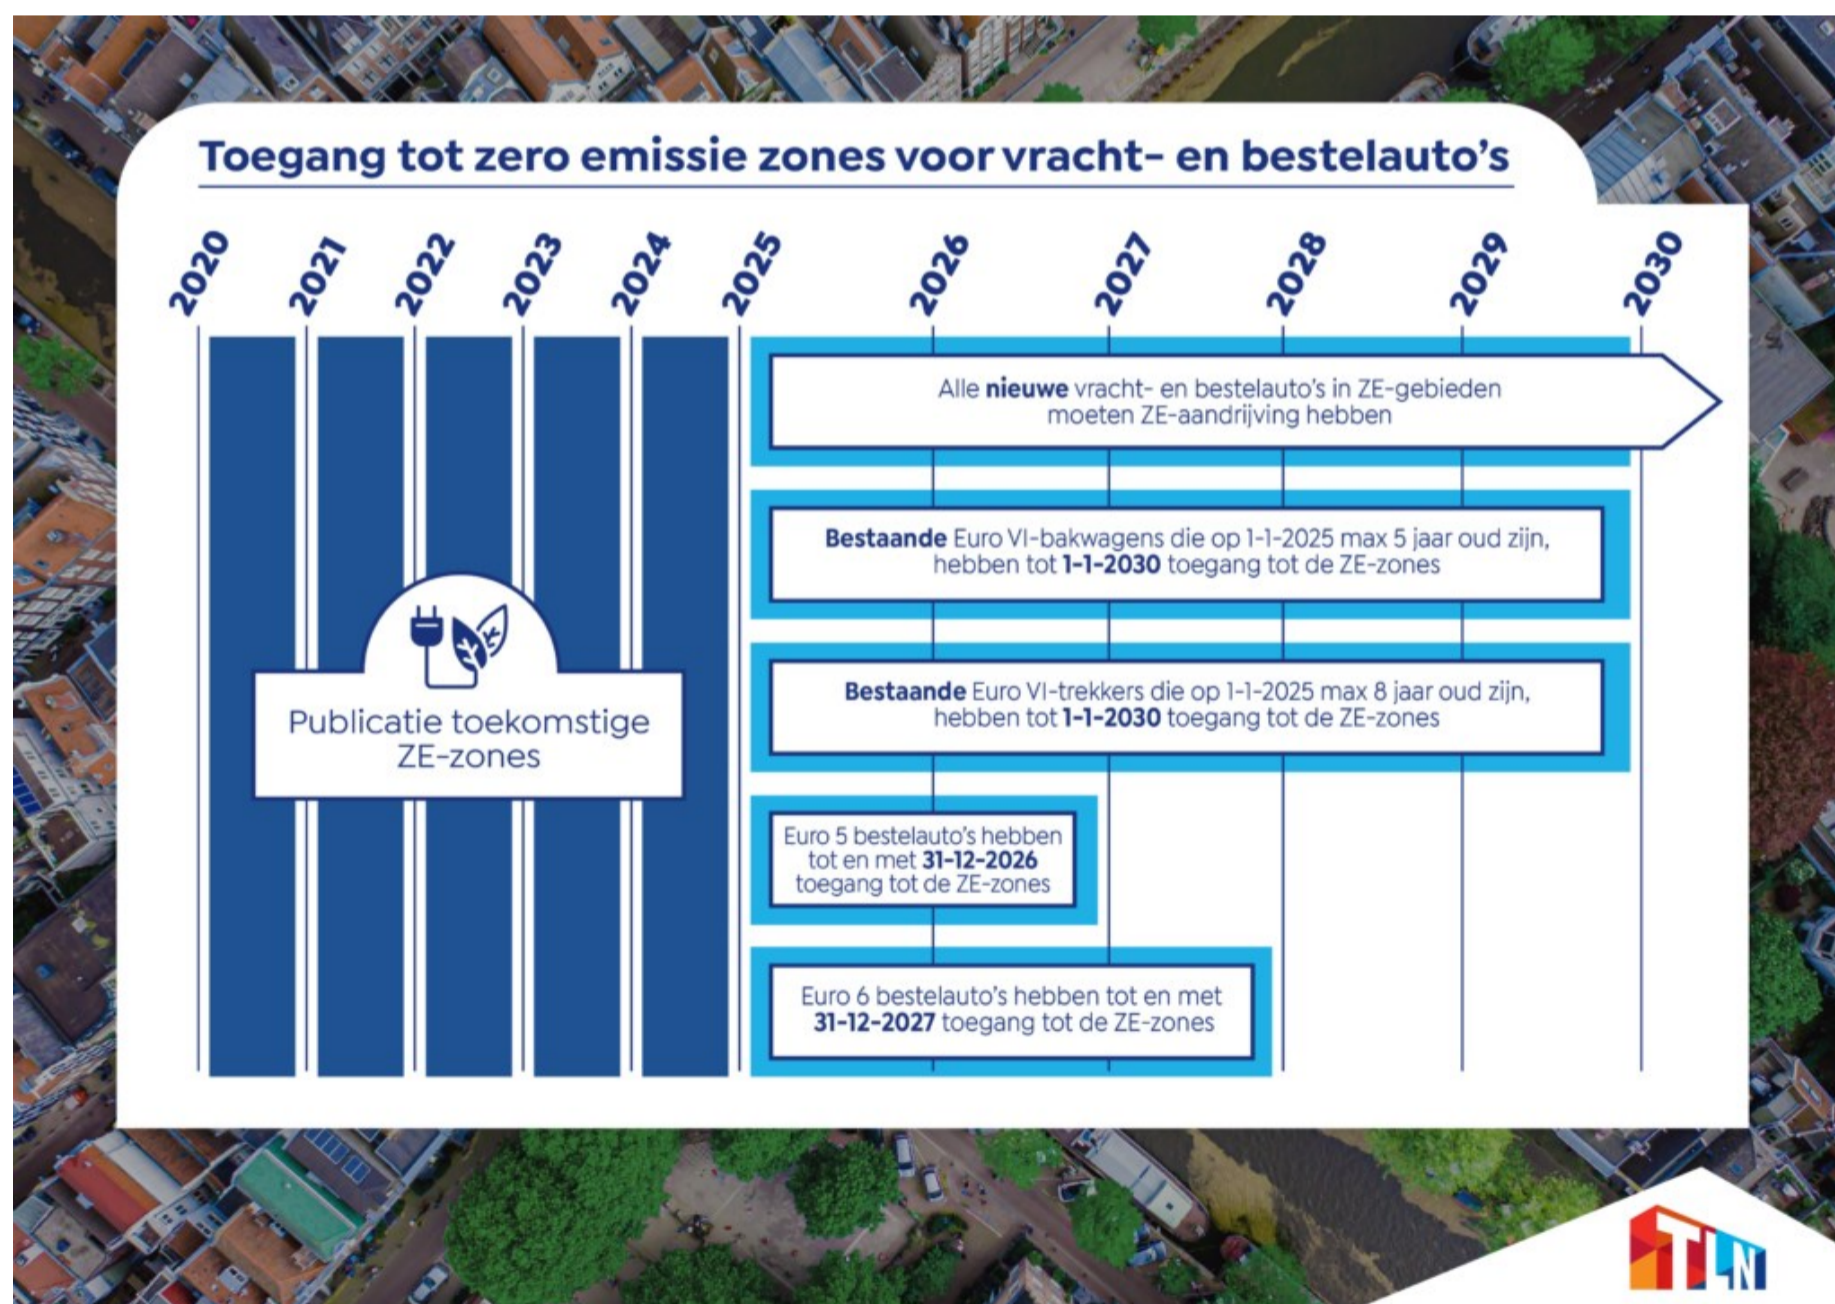 Toegang tot zero emissie zones voor vracht- en bestelauto's
2020
2021
2022
2023
2024
2025
2026
2027
2028
2029
2030
Publicatie toekomstige
ZE-zones
Alle nieuwe vracht- en bestelauto's in ZE-gebieden
moeten ZE-aandrijving hebben
Bestaande Euro VI-bakwagens die op 1-1-2025 max 5 jaar oud zijn,
hebben tot 1-1-2030 toegang tot de ZE-zones
Bestaande Euro VI-trekkers die op 1-1-2025 max 8 jaar oud zijn,
hebben tot 1-1-2030 toegang tot de ZE-zones
Euro 5 bestelauto's hebben
tot en met 31-12-2026
toegang tot de ZE-zones
Euro 6 bestelauto's hebben tot en met
31-12-2027 toegang tot de ZE-zones
TLN